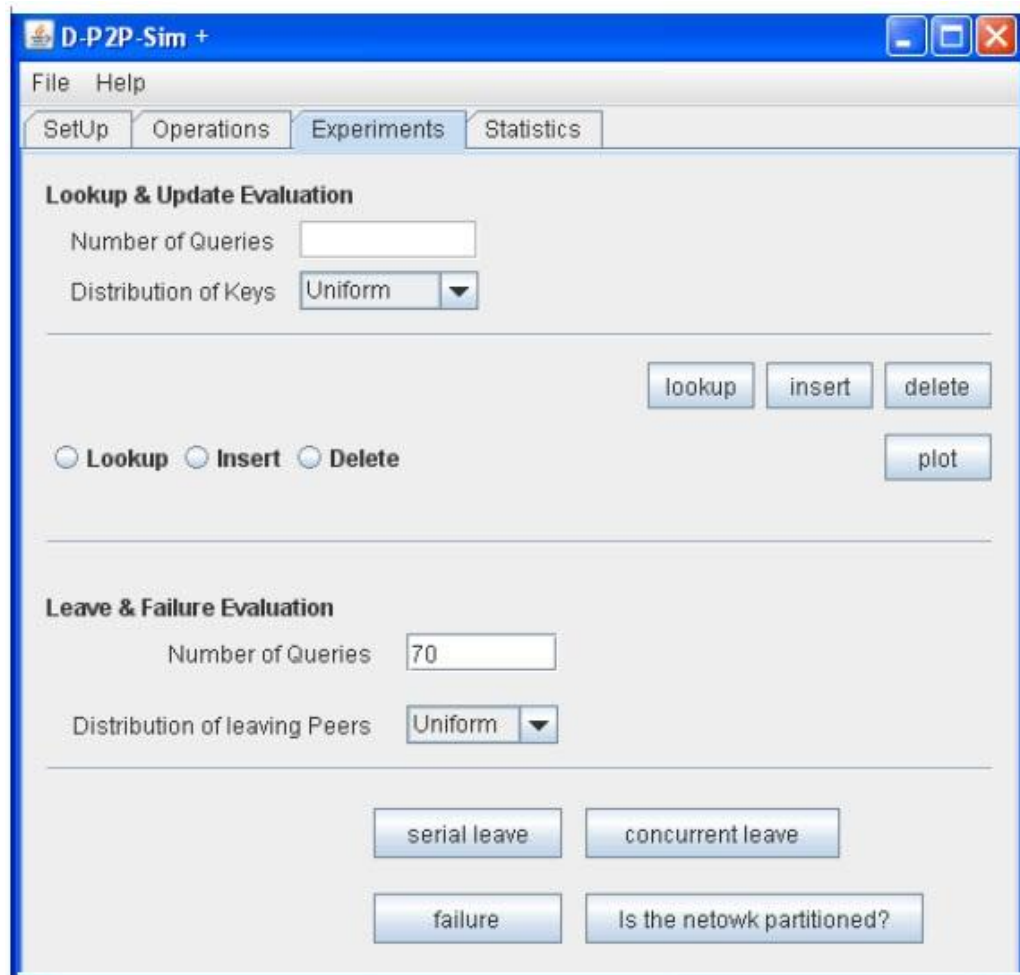 D-P2P-Sim +
File Help
SetUp Operations Experiments Statistics
Lookup & Update Evaluation
Number of Queries
Distribution of Keys Uniform
lookup insert delete
Lookup Insert Delete plot
Leave & Failure Evaluation
Number of Queries 70
Distribution of leaving Peers Uniform
serial leave concurrent leave
failure Is the netowk partitioned?